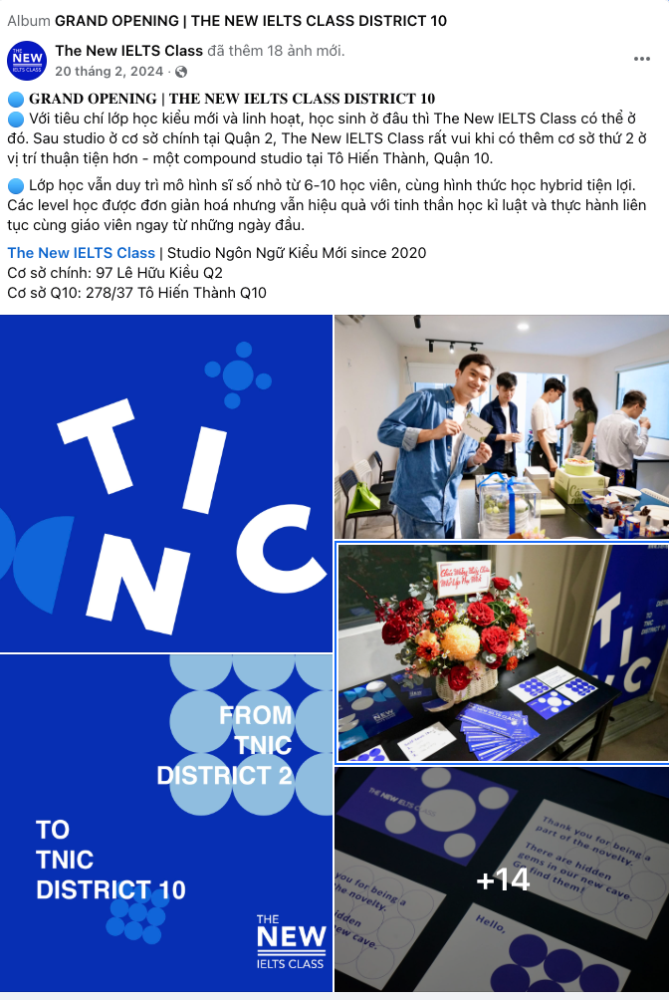 Album GRAND OPENING | THE NEW IELTS CLASS DISTRICT 10
THE
NEW
IELTS CLASS
The New IELTS Class đã thêm 18 ảnh mới.
20 tháng 2, 2024 ·
GRAND OPENING | THE NEW IELTS CLASS DISTRICT 10
Với tiêu chí lớp học kiểu mới và linh hoạt, học sinh ở đâu thì The New IELTS Class có thể ở
đó. Sau studio ở cơ sở chính tại Quận 2, The New IELTS Class rất vui khi có thêm cơ sở thứ 2 ở
vị trí thuận tiện hơn - một compound studio tại Tô Hiến Thành, Quận 10.
Lớp học vẫn duy trì mô hình sĩ số nhỏ từ 6-10 học viên, cùng hình thức học hybrid tiện lợi.
Các level học được đơn giản hoá nhưng vẫn hiệu quả với tinh thần học kỉ luật và thực hành liên
tục cùng giáo viên ngay từ những ngày đầu.
The New IELTS Class | Studio Ngôn Ngữ Kiểu Mới since 2020
Cơ sở chính: 97 Lê Hữu Kiều Q2
Cơ sở Q10: 278/37 Tô Hiến Thành Q10
T I
N C
FROM
TNIC
DISTRICT 2
TO
TNIC
DISTRICT 10
THE
NEW
IELTS CLASS
T I
N C
TO
TNIC
DISTRICT 10
NEW
THE NEW IELTS CLASS
THE NEW IELTS CLASS
Thank you for being a
part of the novelty.
There are hidden
gems in our new cave.
Go find them!
+14
you for being a
the novelty.
hidden
new cave.
Hello,